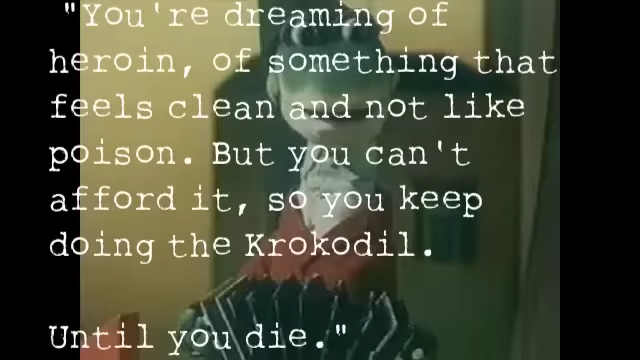 "You're dreaming of
heroin, of something that
feels clean and not like
poison. But you can't
afford it, so you keep
doing the Krokodil.
Until you die."